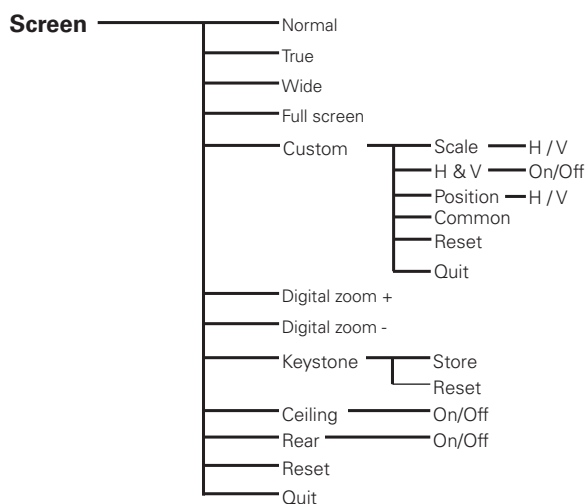 Screen Normal
True
Wide
Full screen
Custom Scale H / V
H & V On/Off
Position H / V
Common
Reset
Quit
Digital zoom +
Digital zoom -
Keystone Store
Reset
Ceiling On/Off
Rear On/Off
Reset
Quit